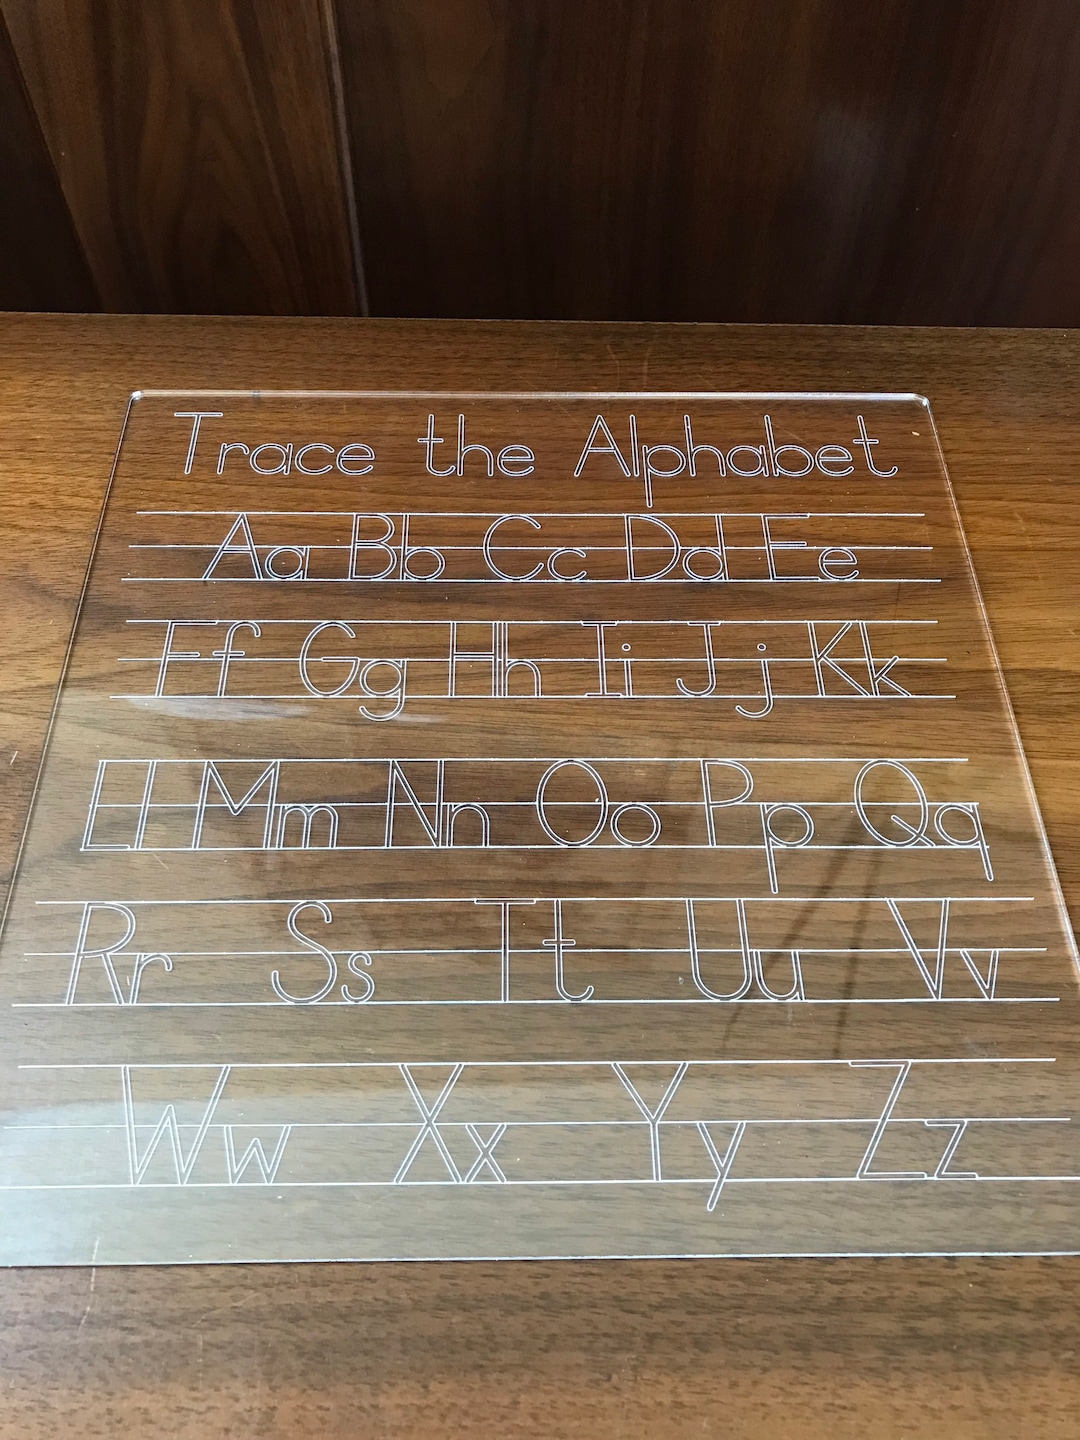 Trace the Alphabet
Aa Bb Cc Dd Ee
Ff Gg Hh Ii Jj Kk
Ll Mm Nn Oo Pp Qq
Rr Ss Tt Uu Vv
Ww Xx Yy Zz